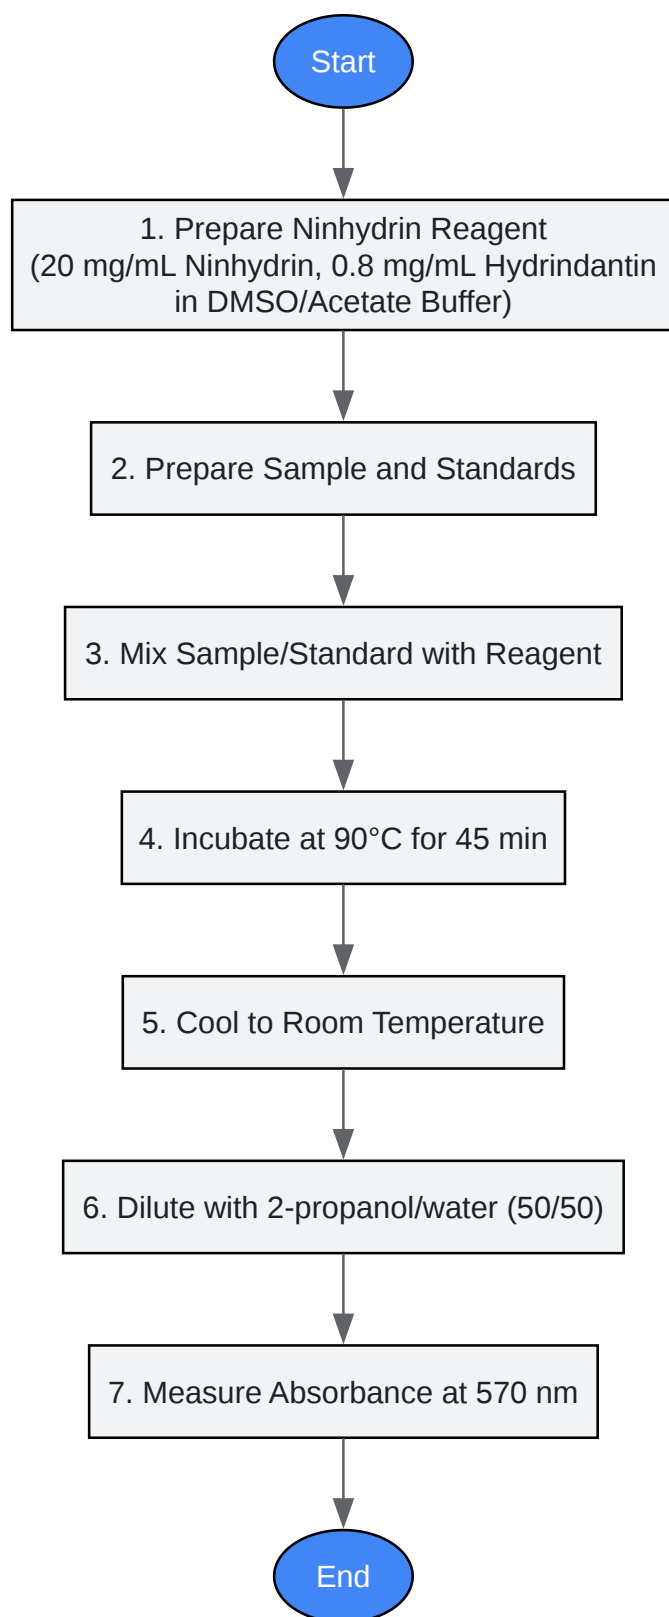 Start
1. Prepare Ninhydrin Reagent
(20 mg/mL Ninhydrin, 0.8 mg/mL Hydrindantin
in DMSO/Acetate Buffer)
2. Prepare Sample and Standards
3. Mix Sample/Standard with Reagent
4. Incubate at 90°C for 45 min
5. Cool to Room Temperature
6. Dilute with 2-propanol/water (50/50)
7. Measure Absorbance at 570 nm
End